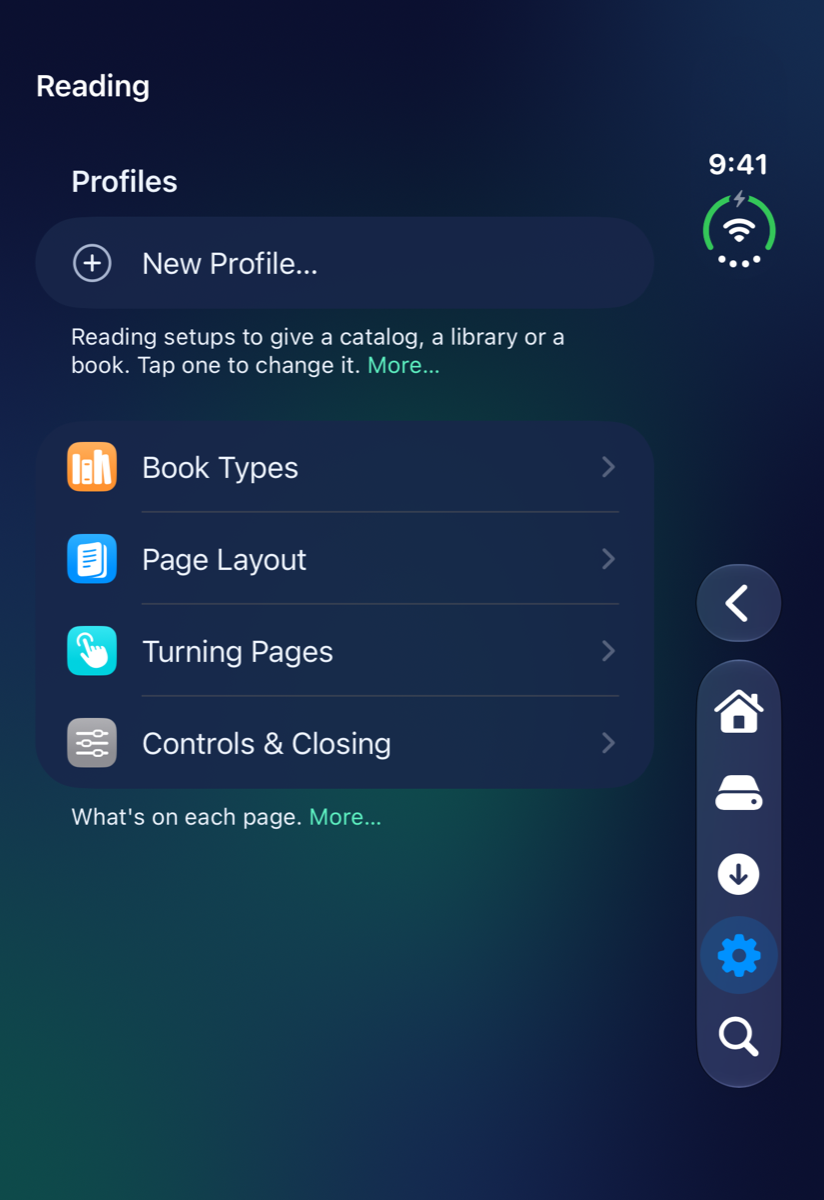 Reading
Profiles
9:41
New Profile...
Reading setups to give a catalog, a library or a
book. Tap one to change it. More...
Book Types
Page Layout
Turning Pages
Controls & Closing
What's on each page. More...